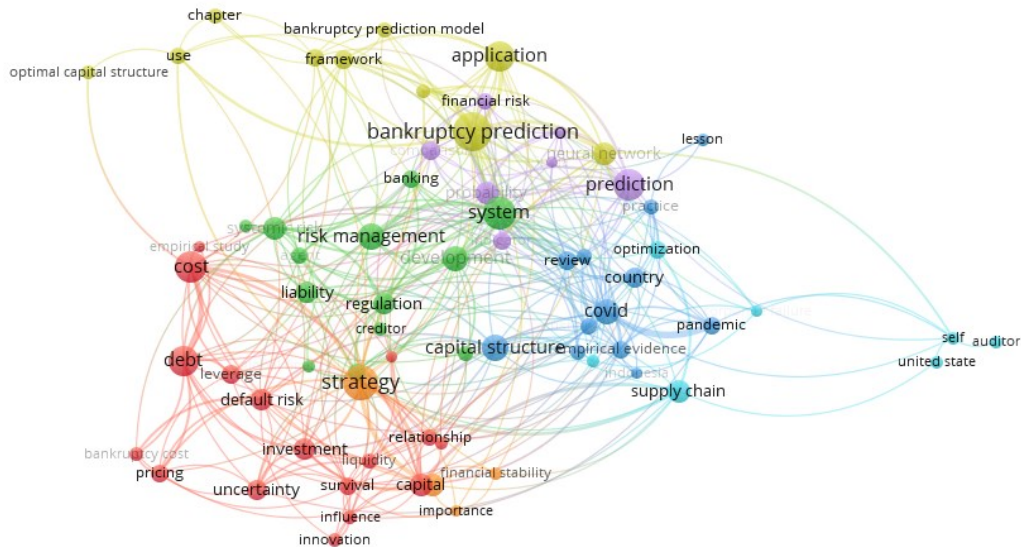 chapter
bankruptcy prediction model
use
framework
application
optimal capital structure
financial risk
bankruptcy prediction
lesson
neural network
banking
prediction
probability
practice
system
risk management
empirical study
optimization
development
review
cost
country
liability
regulation
covid
creditor
pandemic
self
auditor
capital structure
empirical evidence
debt
united state
leverage
indonesia
strategy
supply chain
default risk
relationship
investment
bankruptcy cost
liquidity
financial stability
pricing
uncertainty
survival
capital
importance
influence
innovation